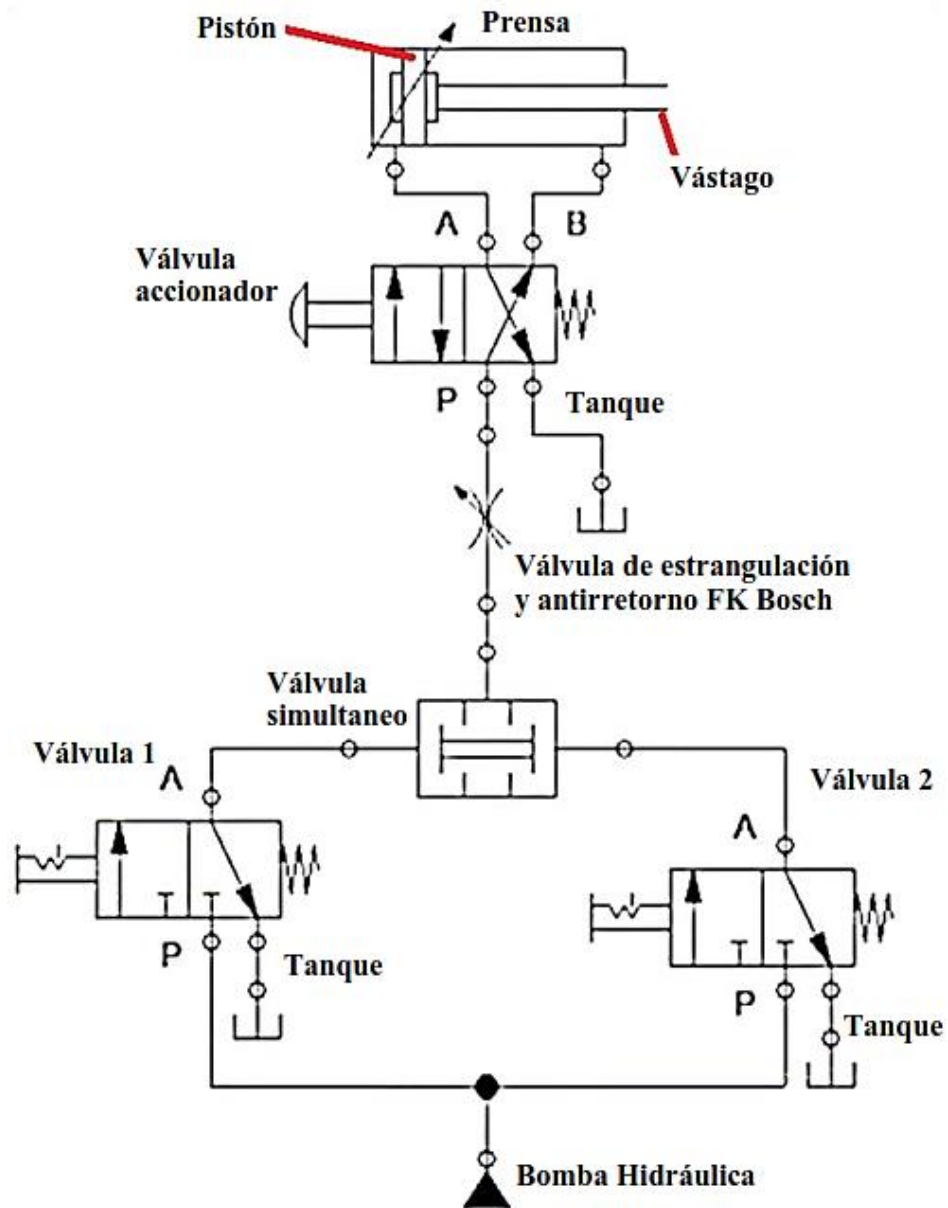 Pistón
Prensa
Vástago
A
B
Válvula
accionador
P
Tanque
Válvula de estrangulación
y antirretorno FK Bosch
Válvula
simultaneo
Válvula 1
A
Válvula 2
A
P
Tanque
P
Tanque
Bomba Hidráulica